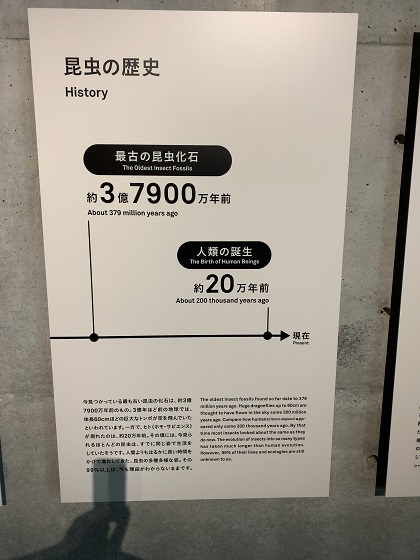 昆虫の歴史
History
最古の昆虫化石
The Oldest Insect Fossils
約3億7900万年前
About 379 million years ago
人類の誕生
The Birth of Human Beings
約20万年前
About 200 thousand years ago
現在
Present
今見つかっている最も古い昆虫の化石は、約3億
7900万年前のもの。3億年ほど前の地球では、
体長60cmほどの巨大なトンボが空を飛んでいた
といわれています。一方で、ヒト(ホモ・サピエンス)
が現れたのは、約20万年前。その頃には、今見ら
れるほとんどの昆虫は、すでに同じ姿で生活を
していたそうです。人間よりもはるかに長い時間を
かけて進化してきた、昆虫の多種多様な姿。その
99%以上は、今も理由がわからないままです。
The oldest insect fossils found so far date to 379
million years ago. Huge dragonflies up to 60cm are
thought to have flown in the sky some 300 million
years ago. Compare how humans(Homo sapiens) appe-
ared only some 200 thousand years ago. By that
time most insects looked about the same as they
do now. The evolution of insects into so many types
has taken much longer than human evolution.
However, 99% of their lives and ecologies are still
unknown to us.